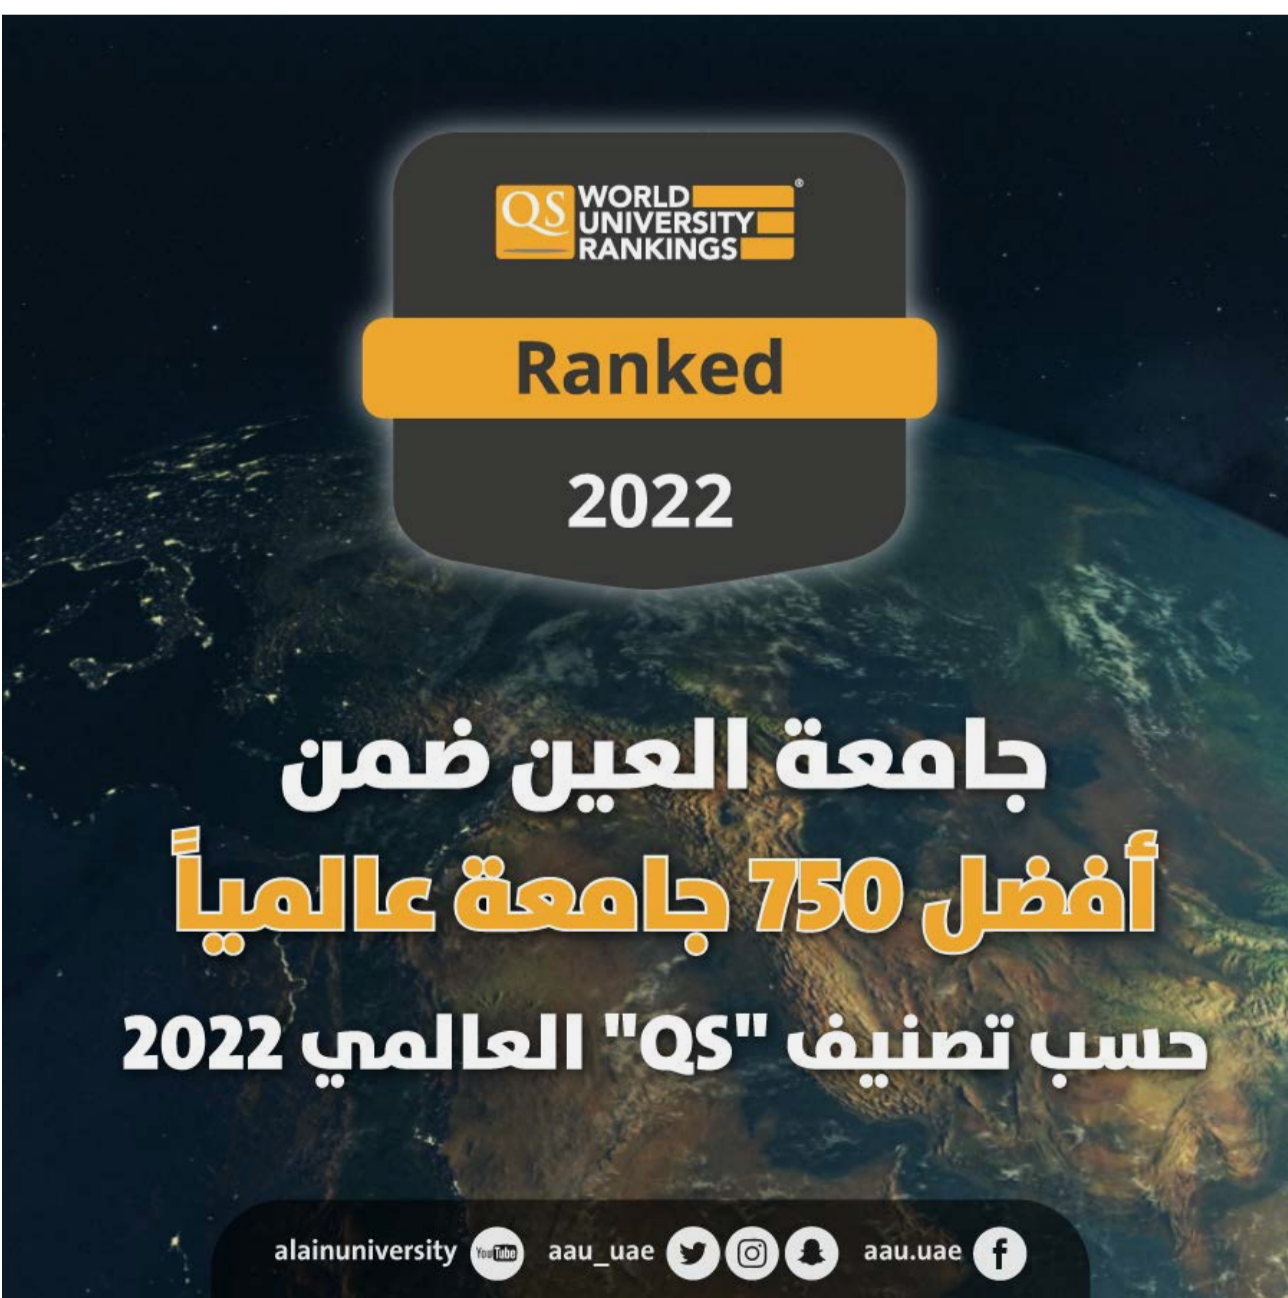 QS WORLD
UNIVERSITY
RANKINGS®
Ranked
2022
جامعة العين ضمن
أفضل 750 جامعة عالمياً
حسب تصنيف "QS" العالمي 2022
alainuniversity YouTube aau_uae aau.uae f